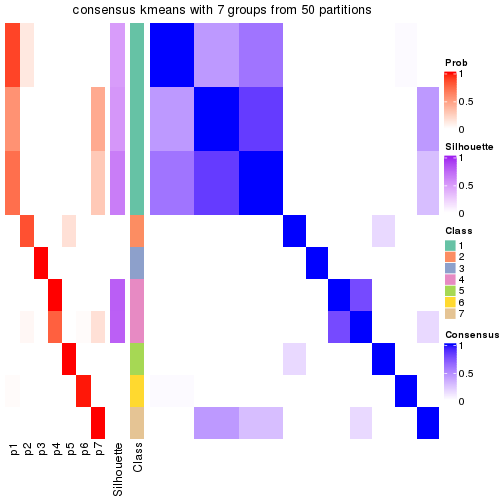 consensus kmeans with 7 groups from 50 partitions
Prob
1
0.5
0
Silhouette
1
0.5
0
Class
1
2
3
4
5
6
7
Consensus
1
0.5
0
p1
p2
p3
p4
p5
p6
p7
Silhouette
Class